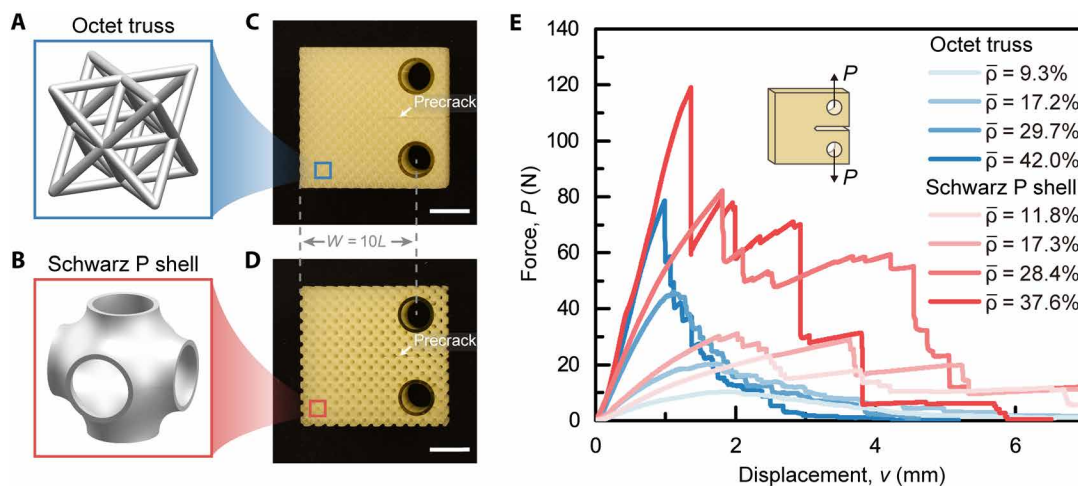 A
Octet truss
B
Schwarz P shell
C
Precrack
W = 10L
D
Precrack
E
Force, P (N)
140
120
100
80
60
40
20
0
0
2
4
6
Displacement, v (mm)
P
P
Octet truss
ρ̄ = 9.3%
ρ̄ = 17.2%
ρ̄ = 29.7%
ρ̄ = 42.0%
Schwarz P shell
ρ̄ = 11.8%
ρ̄ = 17.3%
ρ̄ = 28.4%
ρ̄ = 37.6%